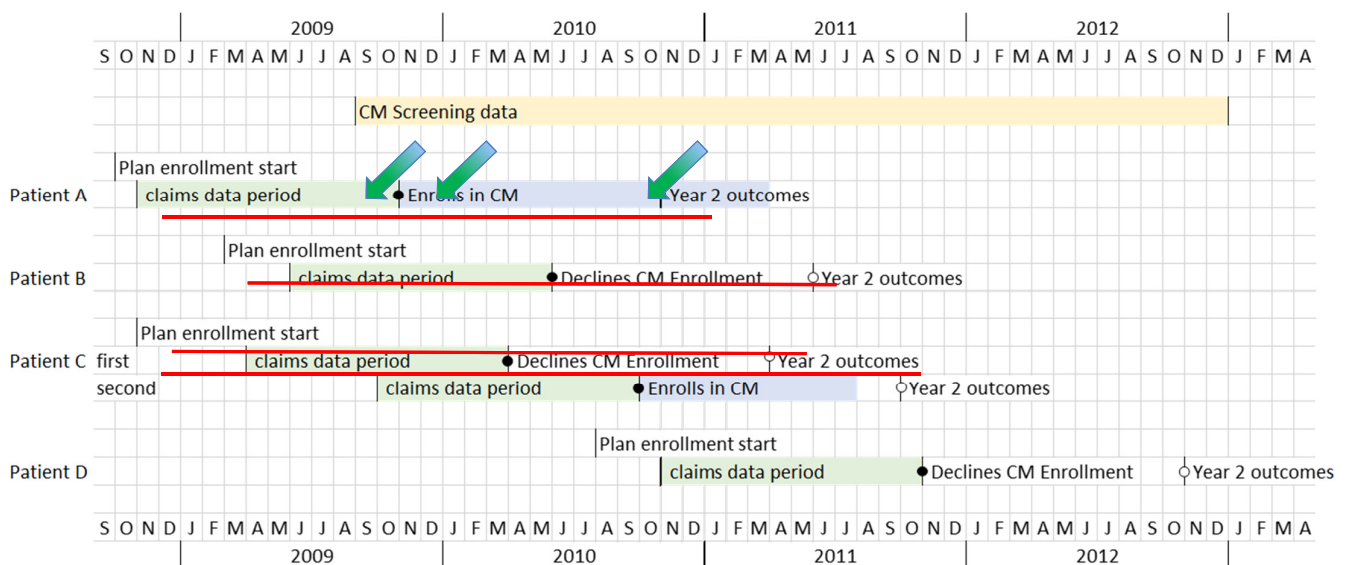 2009 2010 2011 2012
S O N D J F M A M J J A S O N D J F M A M J J A S O N D J F M A M J J A S O N D J F M A M J J A S O N D J F M A
CM Screening data
Plan enrollment start
Patient A claims data period Enrolls in CM Year 2 outcomes
Plan enrollment start
Patient B claims data period Declines CM Enrollment Year 2 outcomes
Plan enrollment start
Patient C first claims data period Declines CM Enrollment Year 2 outcomes
second claims data period Enrolls in CM Year 2 outcomes
Plan enrollment start
Patient D claims data period Declines CM Enrollment Year 2 outcomes
S O N D J F M A M J J A S O N D J F M A M J J A S O N D J F M A M J J A S O N D J F M A M J J A S O N D J F M A
2009 2010 2011 2012